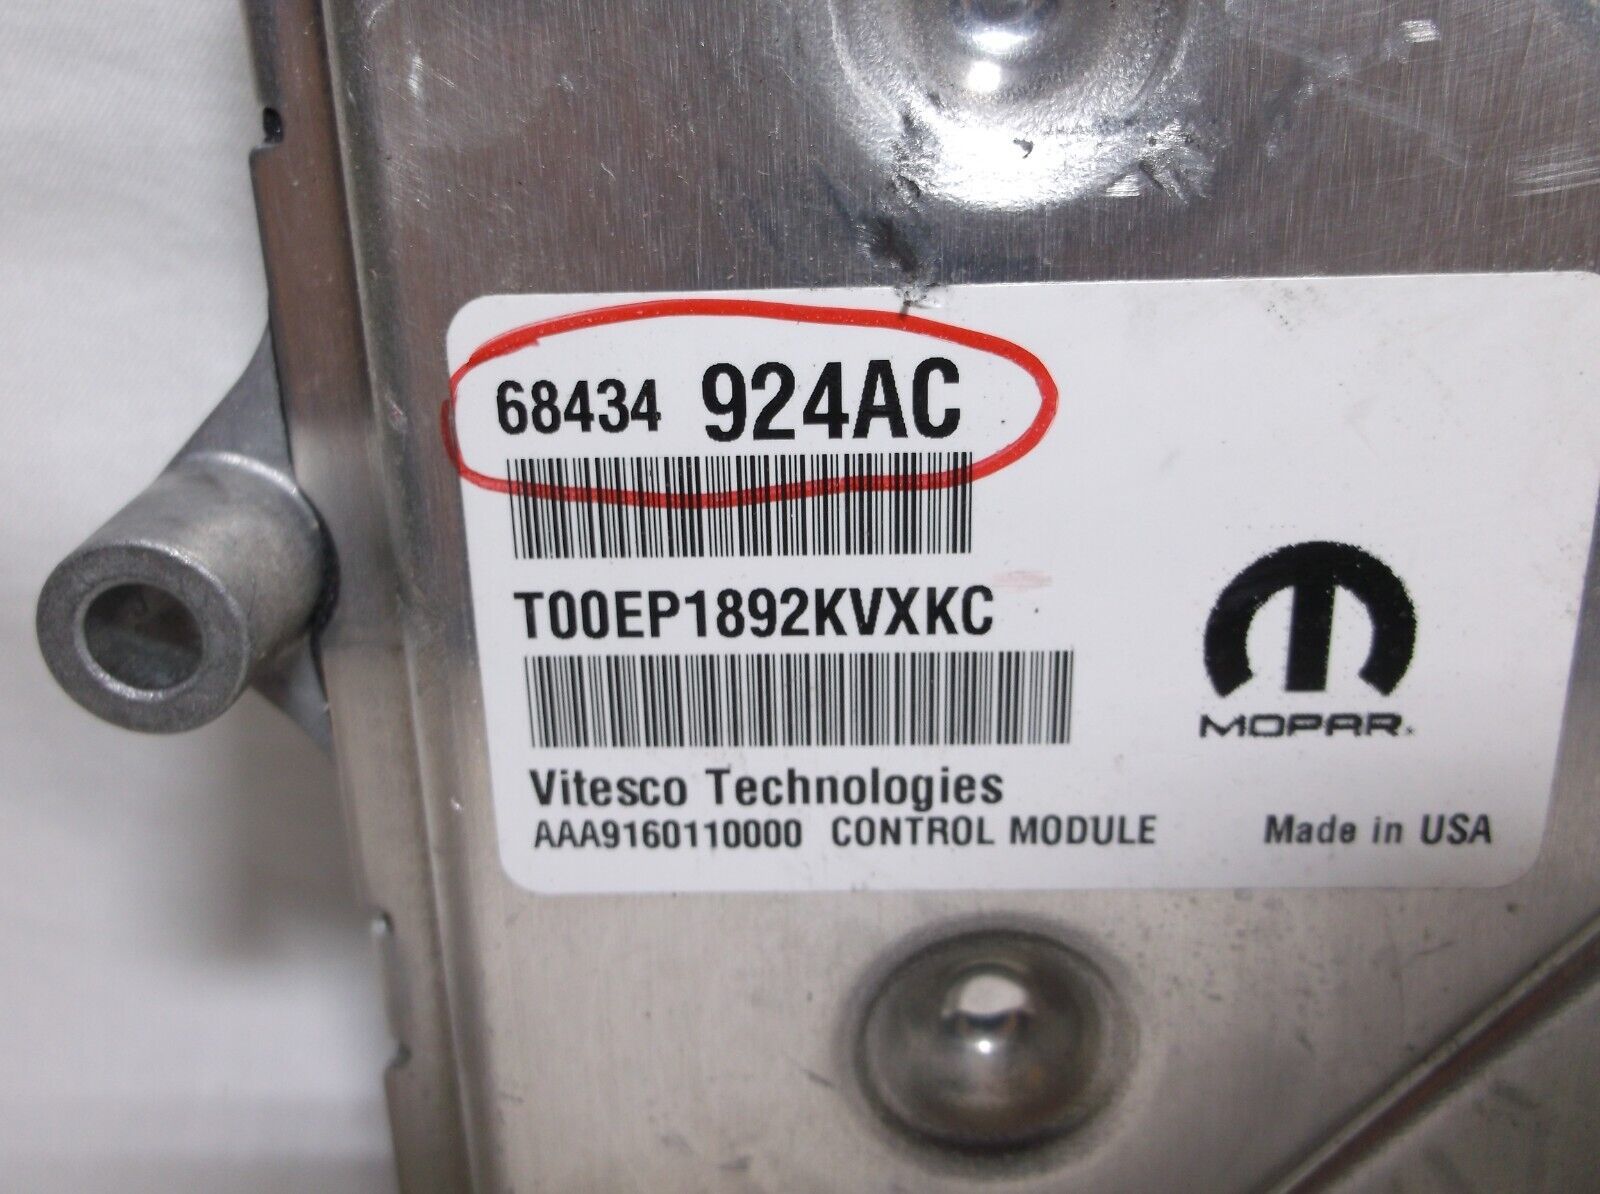 68434 924AC
T00EP1892KVXKC
MOPAR
Vitesco Technologies
AAA9160110000 CONTROL MODULE Made in USA